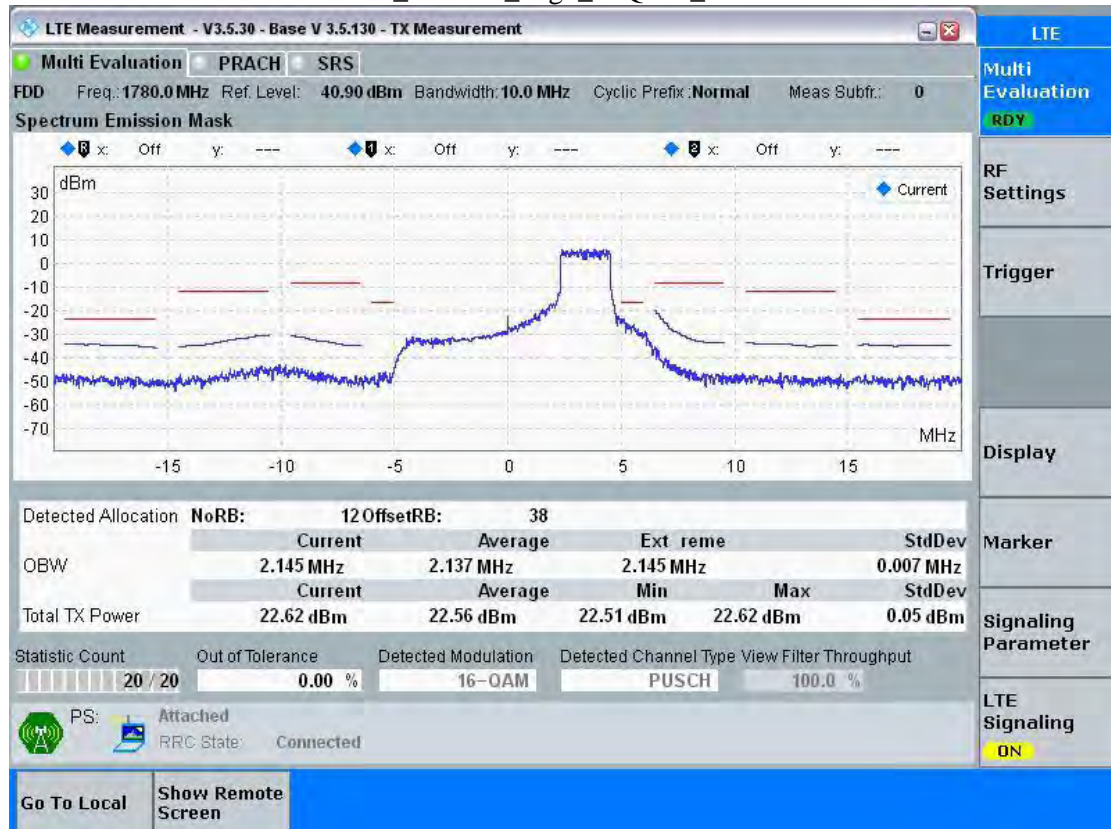 LTE Measurement - V3.5.30 - Base V 3.5.130 - TX Measurement
LTE
Multi Evaluation PRACH SRS
Multi
Evaluation
RDY
FDD Freq.: 1780.0 MHz Ref. Level: 40.90 dBm Bandwidth: 10.0 MHz Cyclic Prefix : Normal Meas Subfr.: 0
Spectrum Emission Mask
R x: Off y: --- 1 x: Off y: --- 2 x: Off y: ---
dBm
Current
30
20
10
0
-10
-20
-30
-40
-50
-60
-70
MHz
-15 -10 -5 0 5 10 15
RF
Settings
Trigger
Display
Marker
Signaling
Parameter
LTE
Signaling
ON
Detected Allocation NoRB: 12 OffsetRB: 38
Current Average Ext reme StdDev
OBW 2.145 MHz 2.137 MHz 2.145 MHz 0.007 MHz
Current Average Min Max StdDev
Total TX Power 22.62 dBm 22.56 dBm 22.51 dBm 22.62 dBm 0.05 dBm
Statistic Count Out of Tolerance Detected Modulation Detected Channel Type View Filter Throughput
20 / 20 0.00 % 16-QAM PUSCH 100.0 %
PS: Attached
RRC State: Connected
Go To Local
Show Remote
Screen